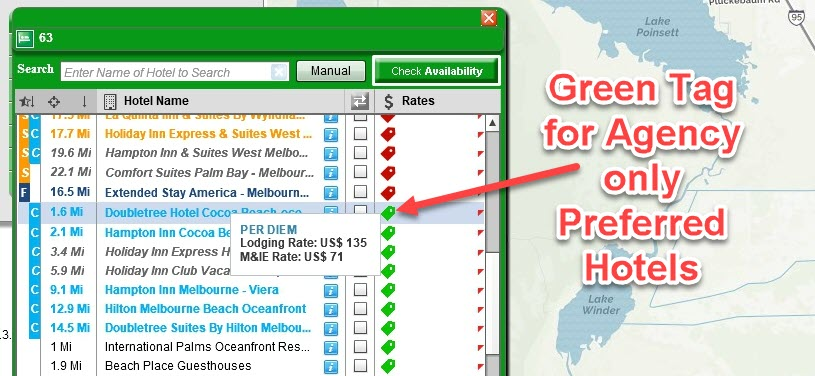 Pluckebaum Rd
Lake
Poinsett
95
63
Search Enter Name of Hotel to Search Manual Check Availability
Hotel Name $ Rates
S C 17.5 Mi La Quinta Inn & Suites By Wyndha...
S C 17.7 Mi Holiday Inn Express & Suites West ...
S C 19.6 Mi Hampton Inn & Suites West Melbo...
S 22.1 Mi Comfort Suites Palm Bay - Melbour...
F 16.5 Mi Extended Stay America - Melbourn...
C 1.6 Mi Doubletree Hotel Cocoa Beach oce
C 2.1 Mi Hampton Inn Cocoa Be
C 3.4 Mi Holiday Inn Express H
C 5.9 Mi Holiday Inn Club Vaca
C 9.1 Mi Hampton Inn Melbourne - Viera
C 12.9 Mi Hilton Melbourne Beach Oceanfront
C 14.5 Mi Doubletree Suites By Hilton Melbou...
1 Mi International Palms Oceanfront Res...
1.9 Mi Beach Place Guesthouses
PER DIEM
Lodging Rate: US$ 135
M&IE Rate: US$ 71
Green Tag
for Agency
only
Preferred
Hotels
Lake
Winder
3.